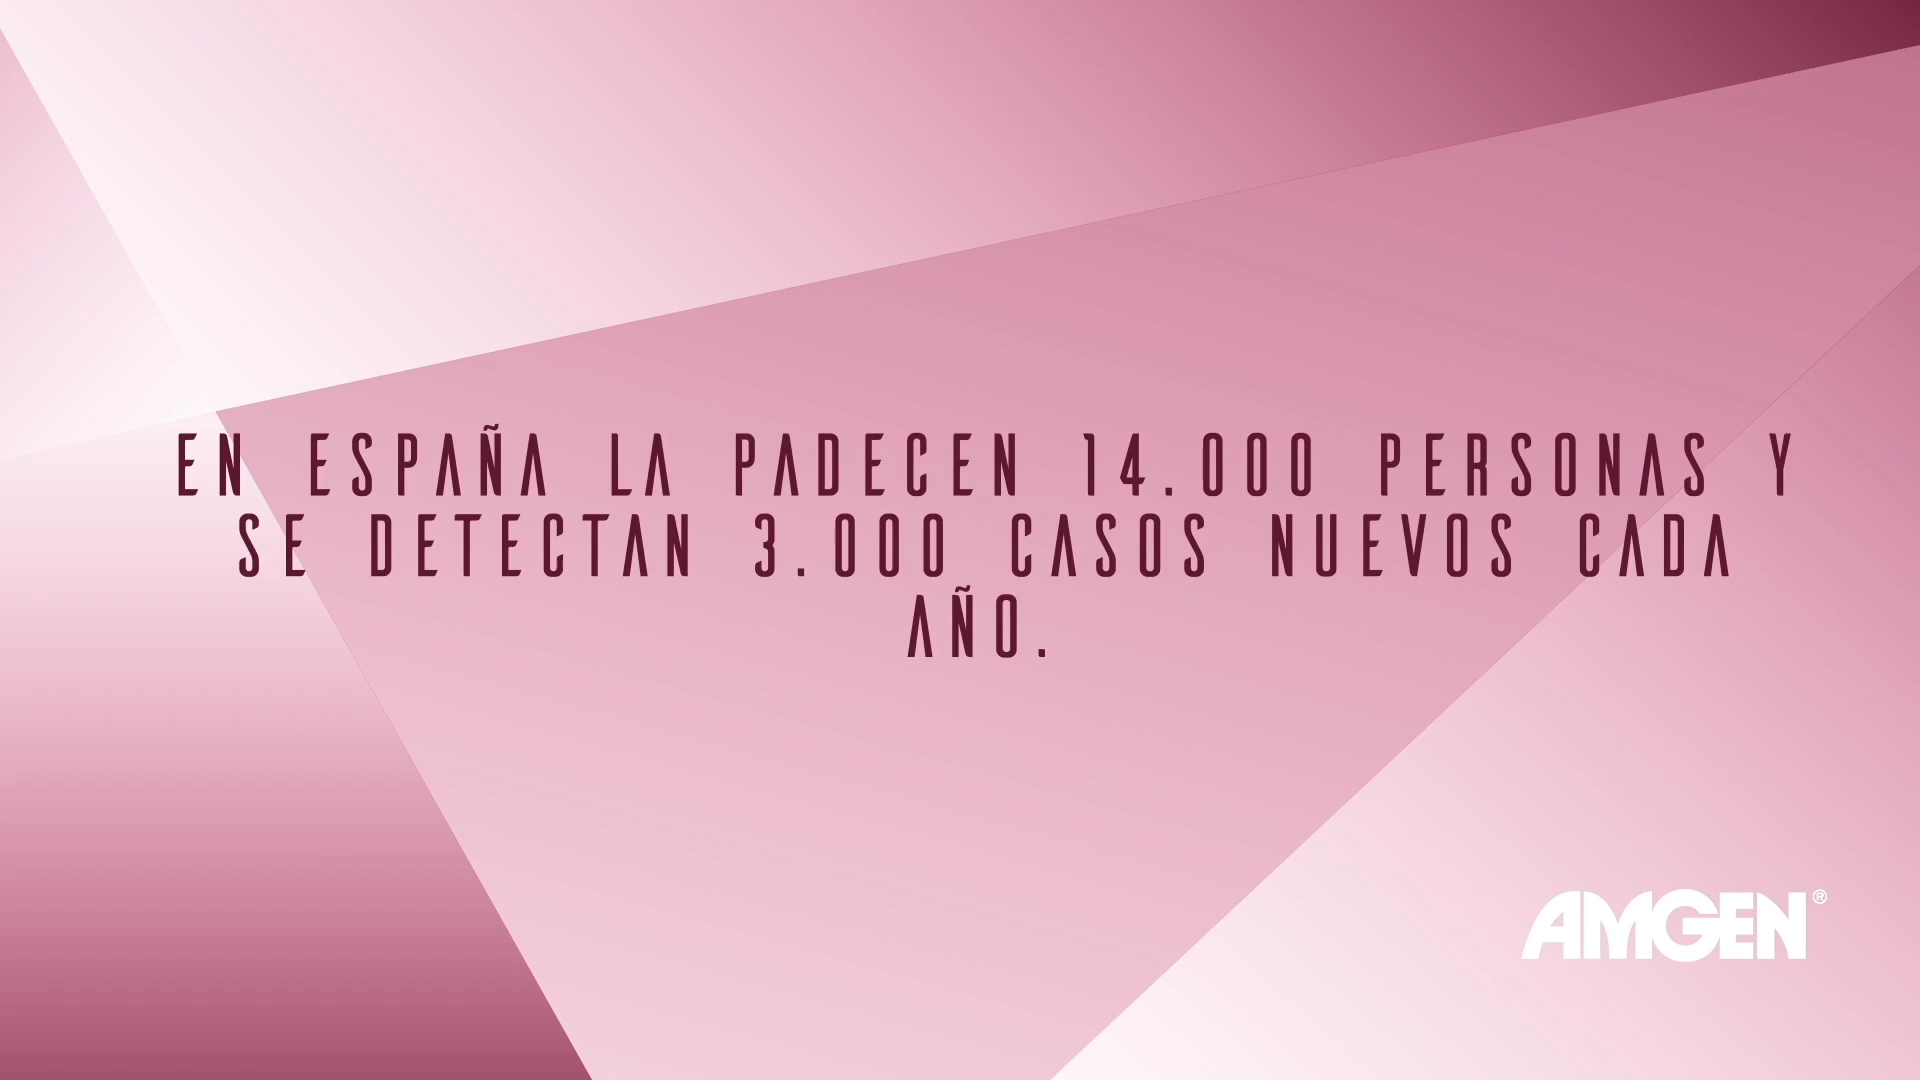 EN ESPAÑA LA PADECEN 14.000 PERSONAS Y
SE DETECTAN 3.000 CASOS NUEVOS CADA
AÑO.
AMGEN®